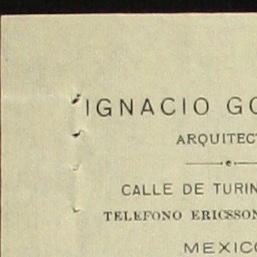 IGNACIO GO
ARQUITECT
CALLE DE TURIN
TELEFONO ERICSSON
MEXICO